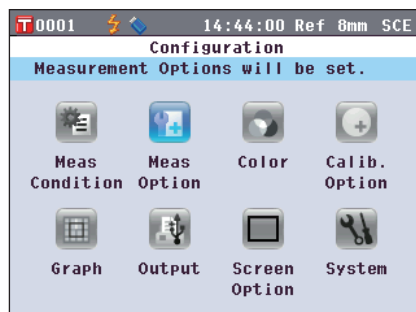 T 0001 14:44:00 Ref 8mm SCE
Configuration
Measurement Options will be set.
Meas Condition
Meas Option
Color
Calib. Option
Graph
Output
Screen Option
System